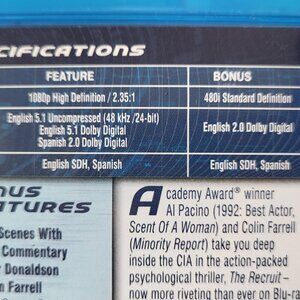 CIFICATIONS
FEATURE BONUS
1080p High Definition / 2.35:1 480i Standard Definition
English 5.1 Uncompressed (48 kHz /24-bit)
English 5.1 Dolby Digital English 2.0 Dolby Digital
Spanish 2.0 Dolby Digital
English SDH, Spanish English SDH, Spanish
NUS
EATURES
Scenes With
Commentary
r Donaldson
n Farrell
Academy Award® winner
Al Pacino (1992: Best Actor,
Scent Of A Woman) and Colin Farrell
(Minority Report) take you deep
inside the CIA in the action-packed
psychological thriller, The Recruit –
now more riveting than ever on Blu-ra